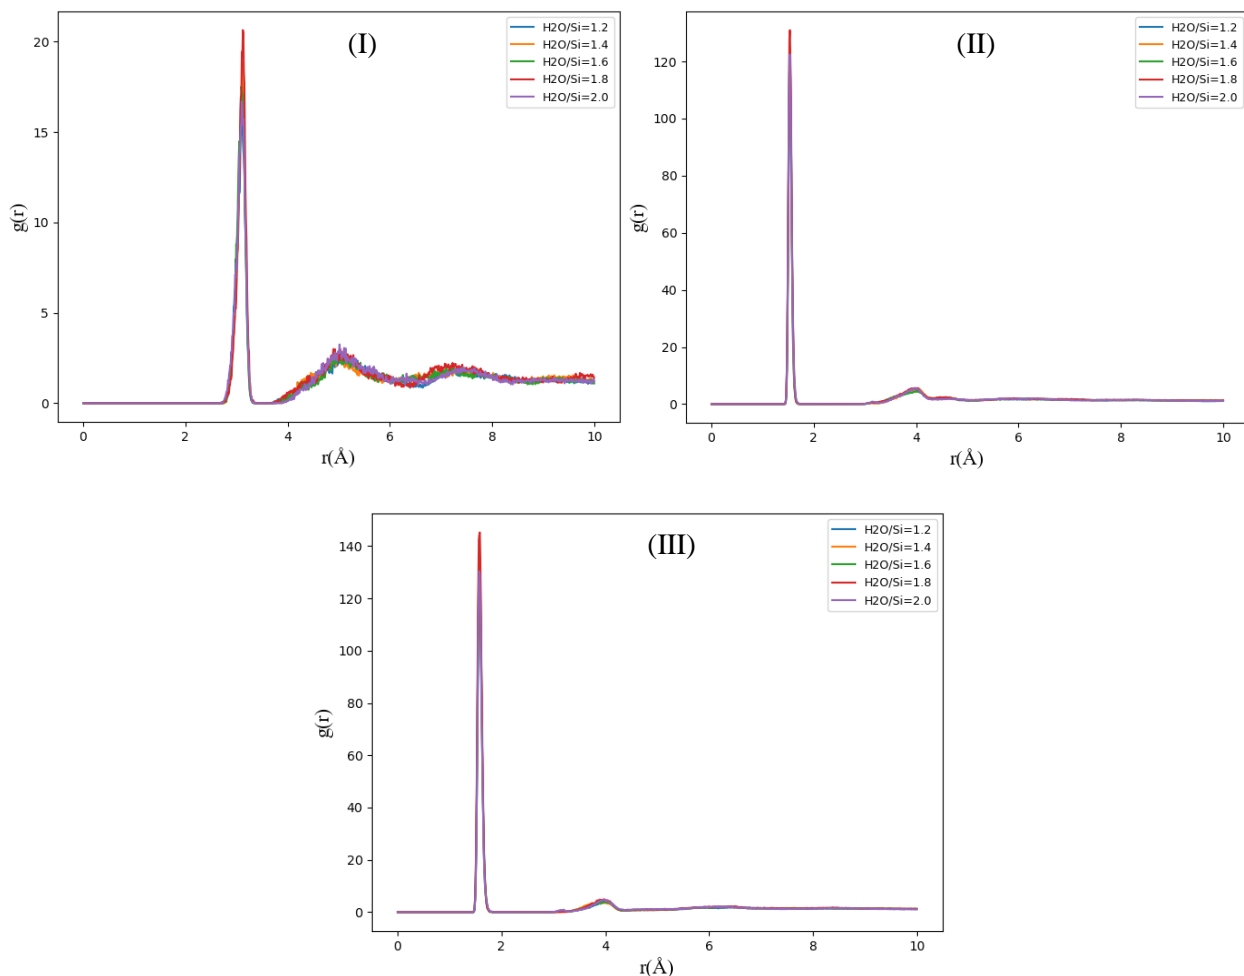 (I)
H2O/Si=1.2
H2O/Si=1.4
H2O/Si=1.6
H2O/Si=1.8
H2O/Si=2.0
20
15
10
5
0
g(r)
0 2 4 6 8 10
r(Å)
(II)
H2O/Si=1.2
H2O/Si=1.4
H2O/Si=1.6
H2O/Si=1.8
H2O/Si=2.0
120
100
80
60
40
20
0
g(r)
0 2 4 6 8 10
r(Å)
(III)
H2O/Si=1.2
H2O/Si=1.4
H2O/Si=1.6
H2O/Si=1.8
H2O/Si=2.0
140
120
100
80
60
40
20
0
g(r)
0 2 4 6 8 10
r(Å)